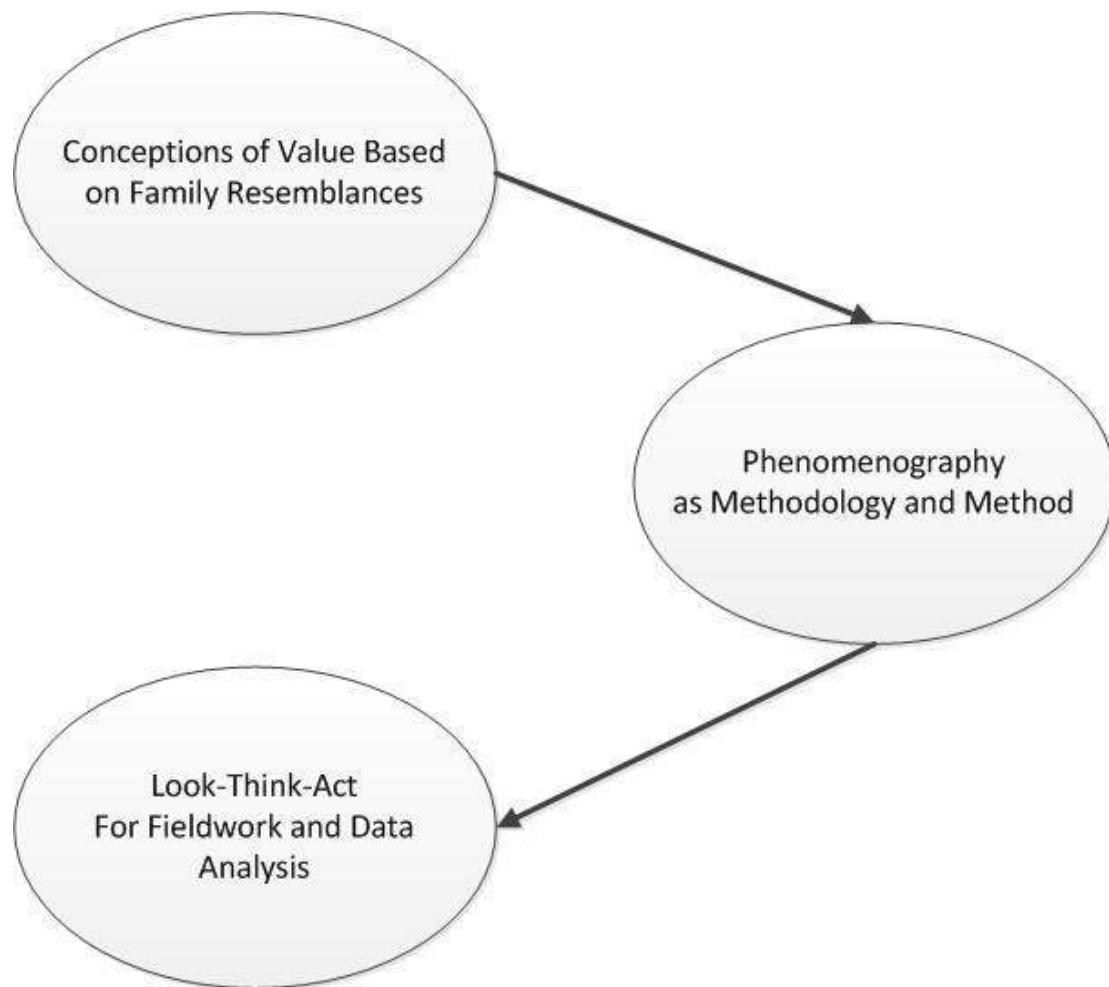 Conceptions of Value Based
on Family Resemblances
Phenomenography
as Methodology and Method
Look-Think-Act
For Fieldwork and Data
Analysis